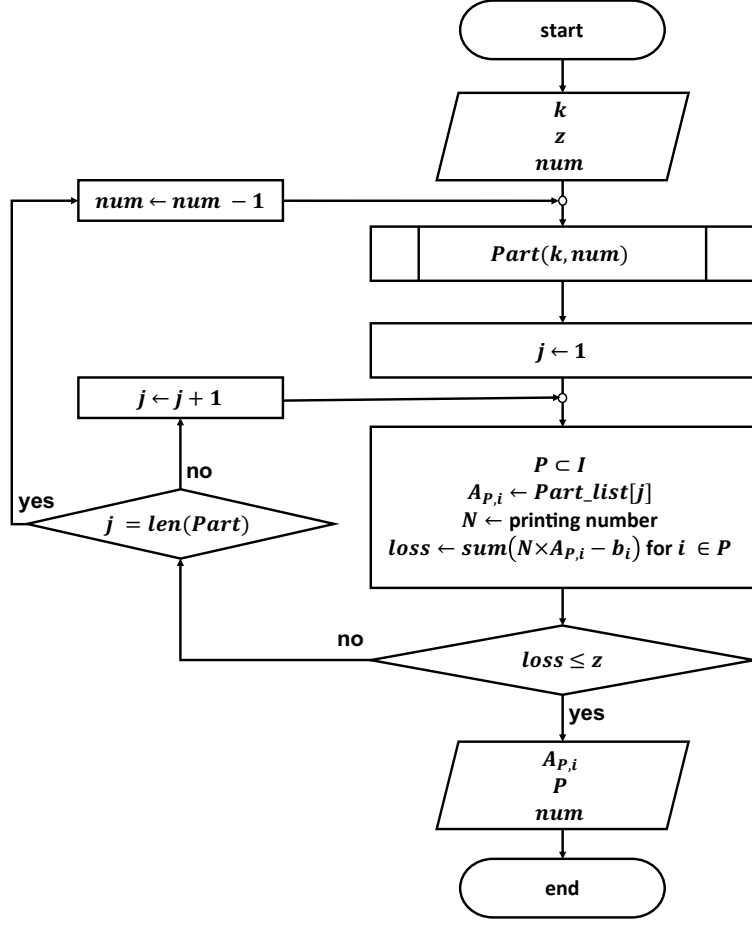 start
k
z
num
num ← num − 1
Part(k, num)
j ← 1
j ← j + 1
P ⊂ I
A_{P,i} ← Part_list[j]
N ← printing number
loss ← sum(N×A_{P,i} − b_i) for i ∈ P
no
yes
j = len(Part)
no
loss ≤ z
yes
A_{P,i}
P
num
end